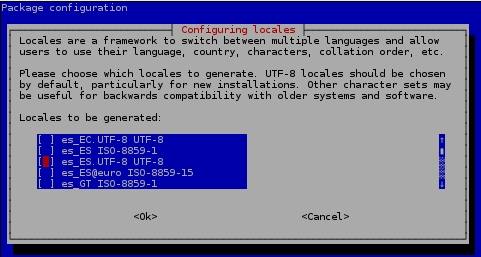 Package configuration
Configuring locales
Locales are a framework to switch between multiple languages and allow
users to use their language, country, characters, collation order, etc.
Please choose which locales to generate. UTF-8 locales should be chosen
by default, particularly for new installations. Other character sets may
be useful for backwards compatibility with older systems and software.
Locales to be generated:
[ ] es_EC.UTF-8 UTF-8
[ ] es_ES ISO-8859-1
[ ] es_ES.UTF-8 UTF-8
[ ] es_ES@euro ISO-8859-15
[ ] es_GT ISO-8859-1
<Ok> <Cancel>